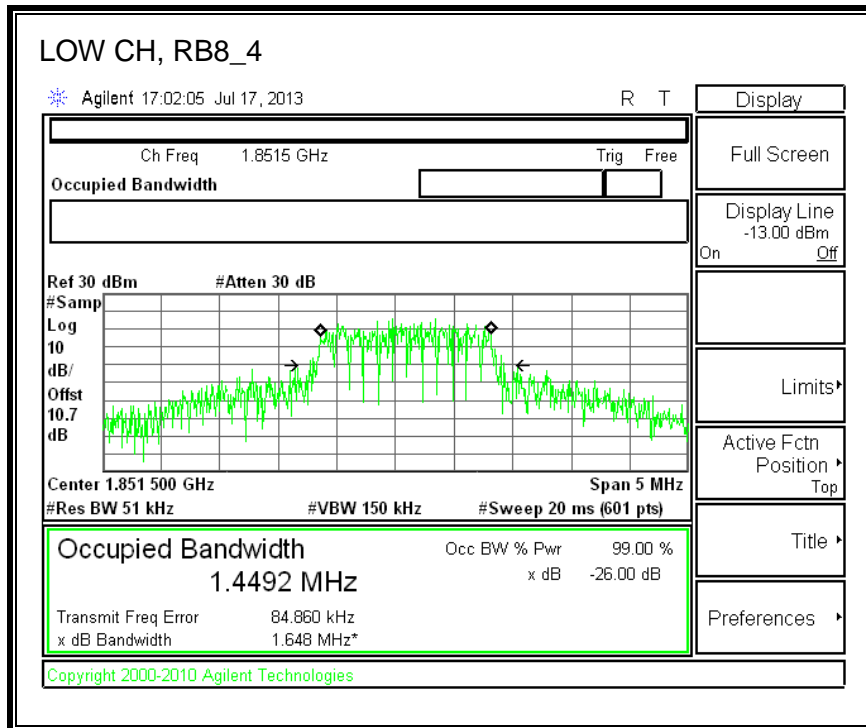 LOW CH, RB8_4
Agilent 17:02:05 Jul 17, 2013 R T
Ch Freq 1.8515 GHz Trig Free
Occupied Bandwidth
Ref 30 dBm #Atten 30 dB
#Samp
Log
10
dB/
Offst
10.7
dB
Center 1.851 500 GHz Span 5 MHz
#Res BW 51 kHz #VBW 150 kHz #Sweep 20 ms (601 pts)
Occupied Bandwidth Occ BW % Pwr 99.00 %
1.4492 MHz x dB -26.00 dB
Transmit Freq Error 84.860 kHz
x dB Bandwidth 1.648 MHz*
Copyright 2000-2010 Agilent Technologies
Display
Full Screen
Display Line
-13.00 dBm
On Off
Limits
Active Fctn
Position
Top
Title
Preferences